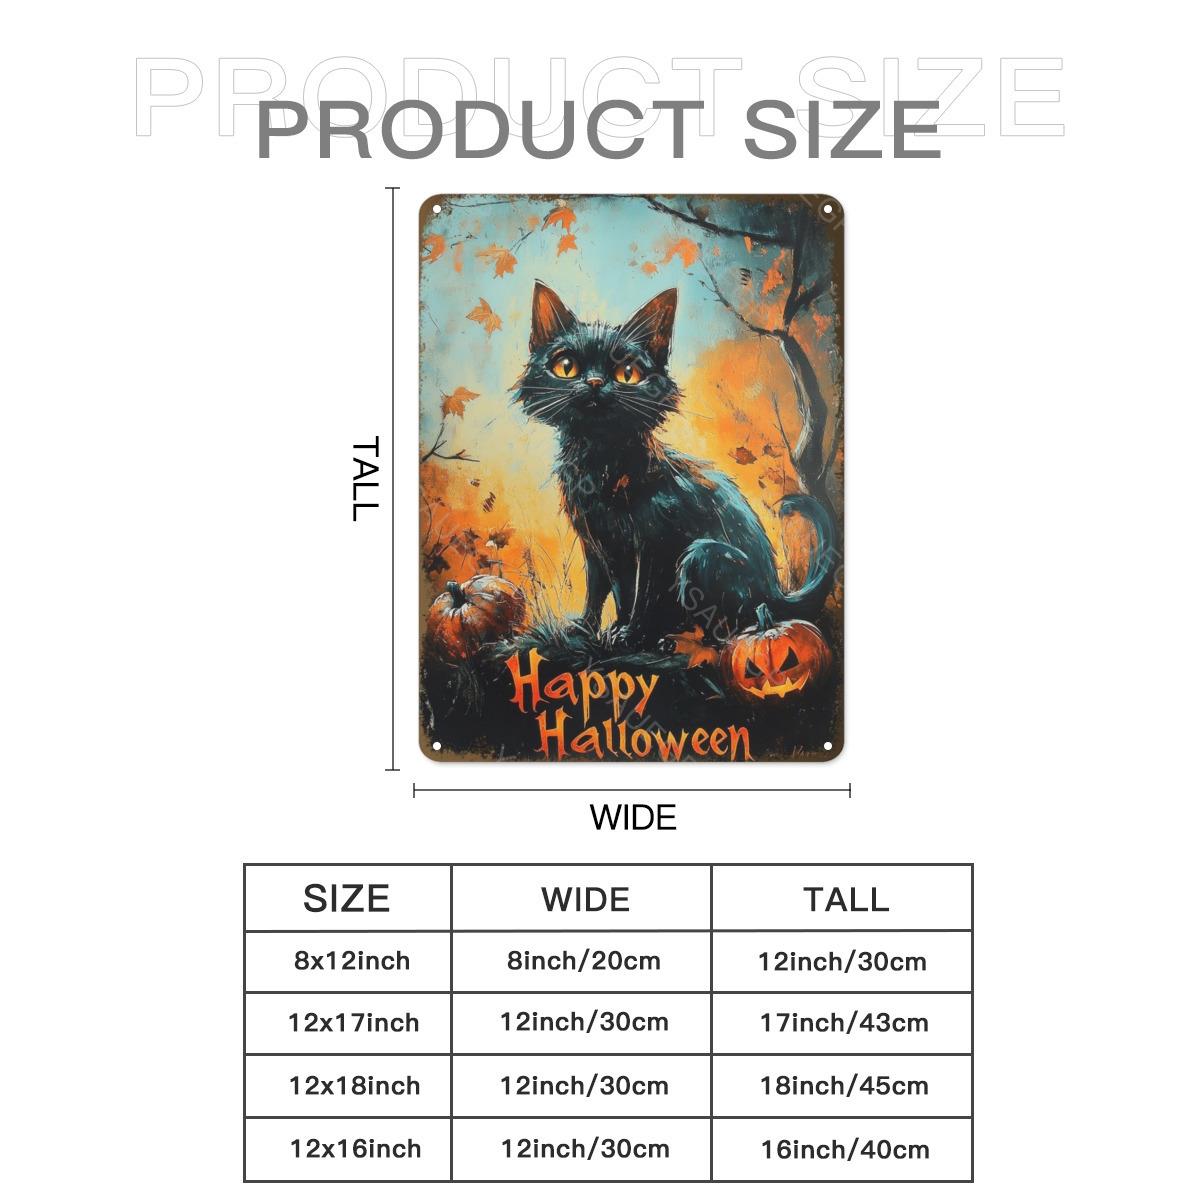 PRODUCT SIZE
PRODUCT SIZE
TALL
Happy
Halloween
WIDE
SIZE WIDE TALL
8x12inch 8inch/20cm 12inch/30cm
12x17inch 12inch/30cm 17inch/43cm
12x18inch 12inch/30cm 18inch/45cm
12x16inch 12inch/30cm 16inch/40cm